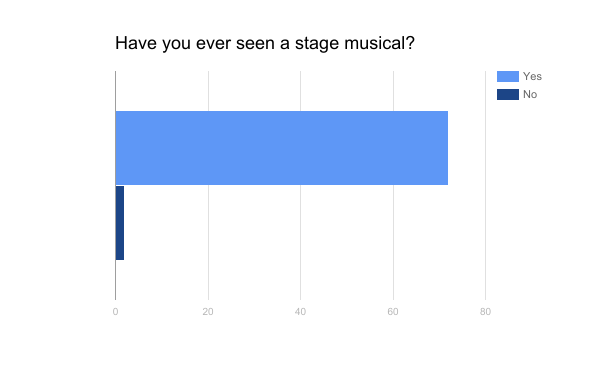 Have you ever seen a stage musical?
Yes
No
0 20 40 60 80